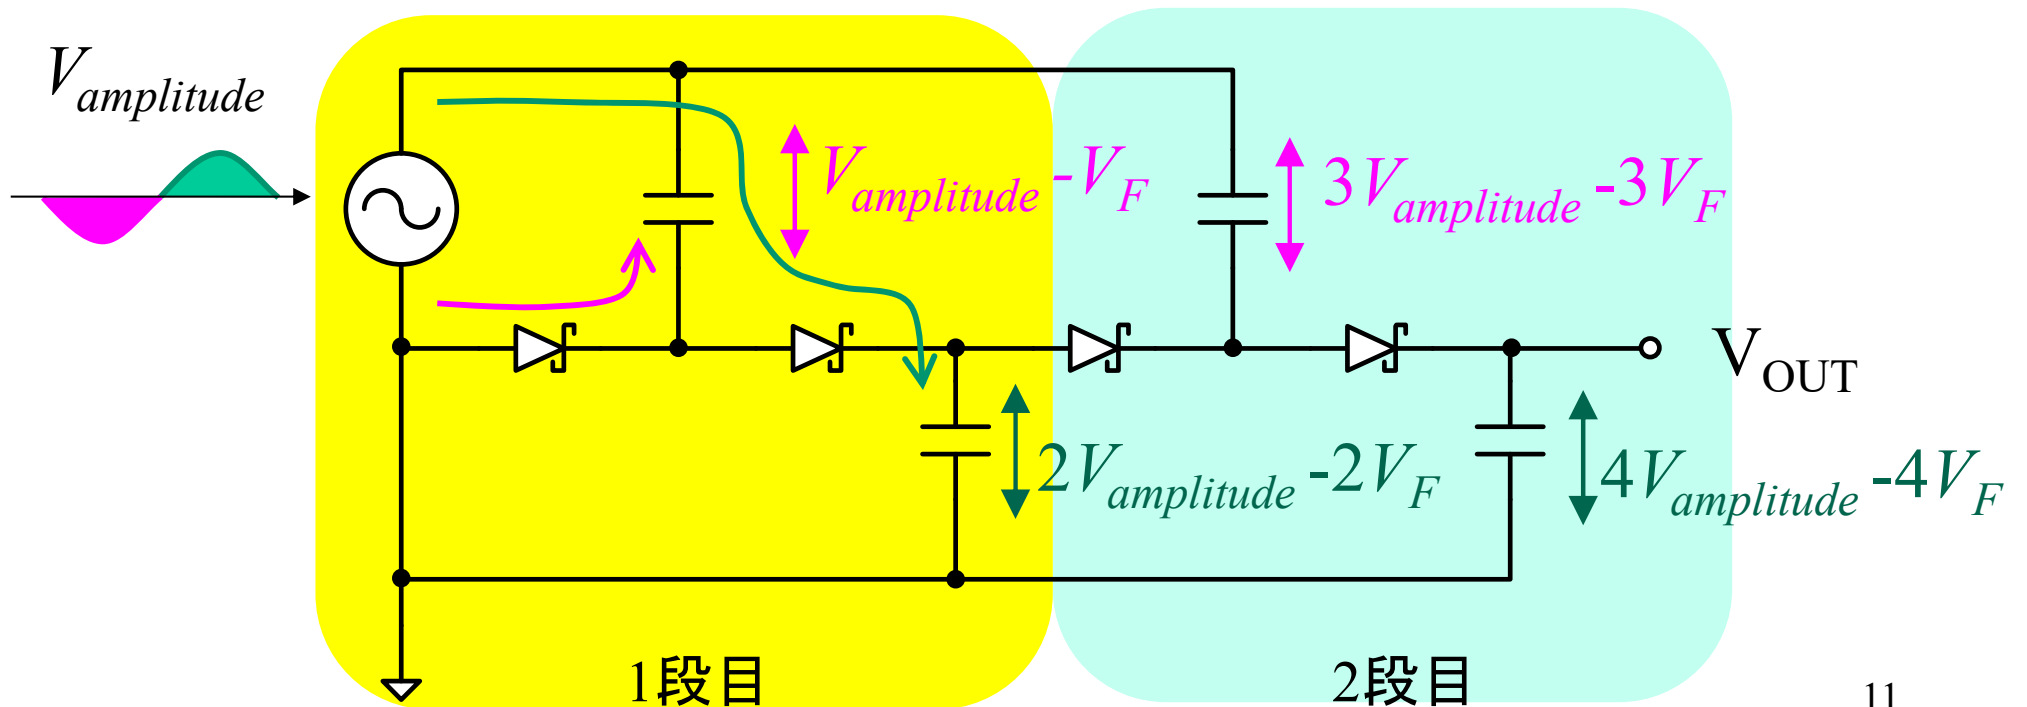 V_amplitude
V_amplitude -V_F
3V_amplitude -3V_F
V_OUT
2V_amplitude -2V_F
4V_amplitude -4V_F
1段目
2段目
11